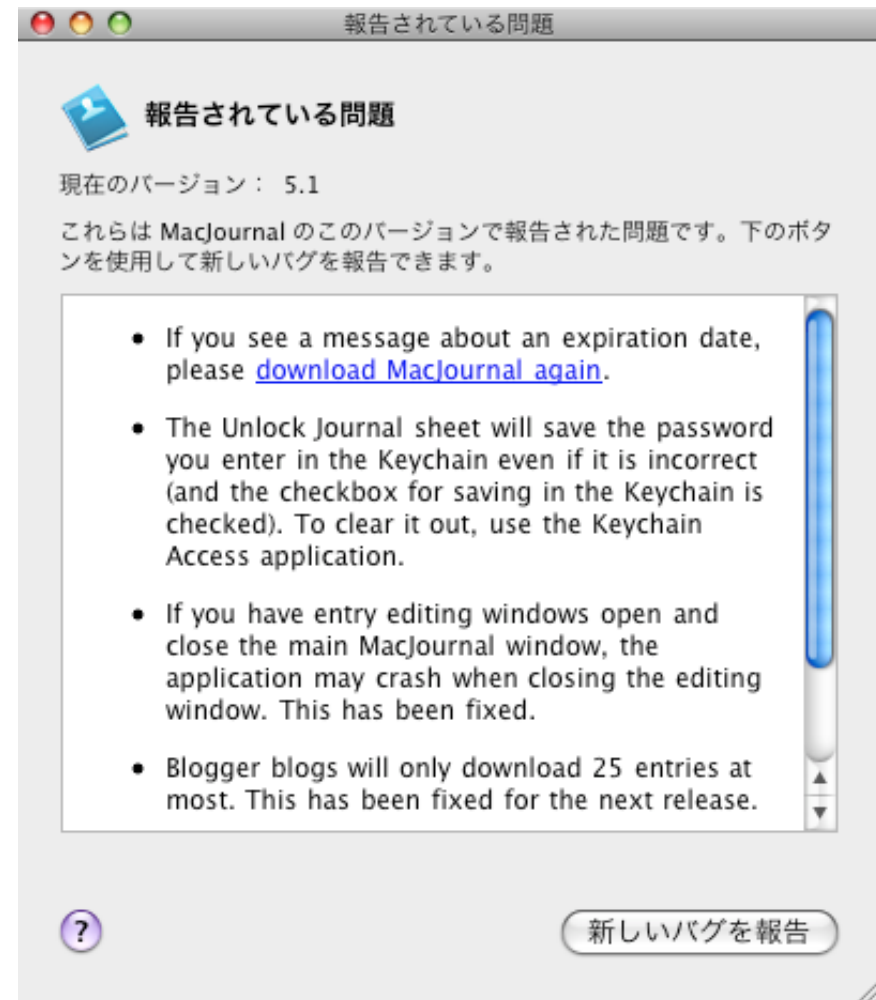 報告されている問題
報告されている問題
現在のバージョン： 5.1
これらは MacJournal のこのバージョンで報告された問題です。下のボタ
ンを使用して新しいバグを報告できます。
• If you see a message about an expiration date,
please download MacJournal again.
• The Unlock Journal sheet will save the password
you enter in the Keychain even if it is incorrect
(and the checkbox for saving in the Keychain is
checked). To clear it out, use the Keychain
Access application.
• If you have entry editing windows open and
close the main MacJournal window, the
application may crash when closing the editing
window. This has been fixed.
• Blogger blogs will only download 25 entries at
most. This has been fixed for the next release.
?
新しいバグを報告